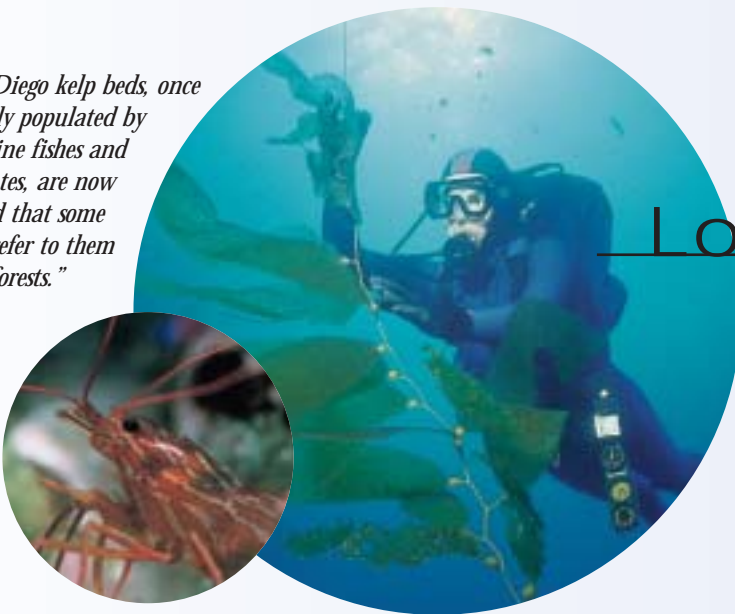 Diego kelp beds, once
ly populated by
ine fishes and
tes, are now
d that some
efer to them
forests."
Lo